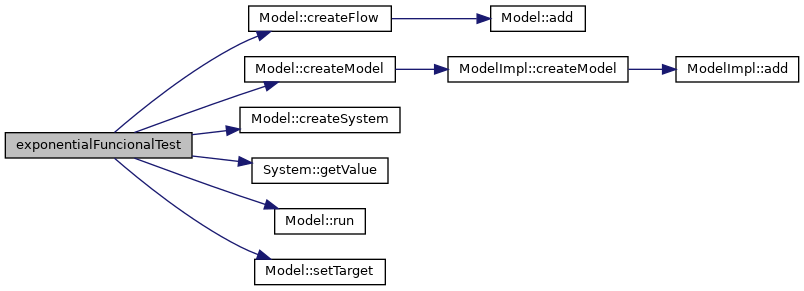 Model::createFlow
Model::add
Model::createModel
ModelImpl::createModel
ModelImpl::add
Model::createSystem
exponentialFuncionalTest
System::getValue
Model::run
Model::setTarget